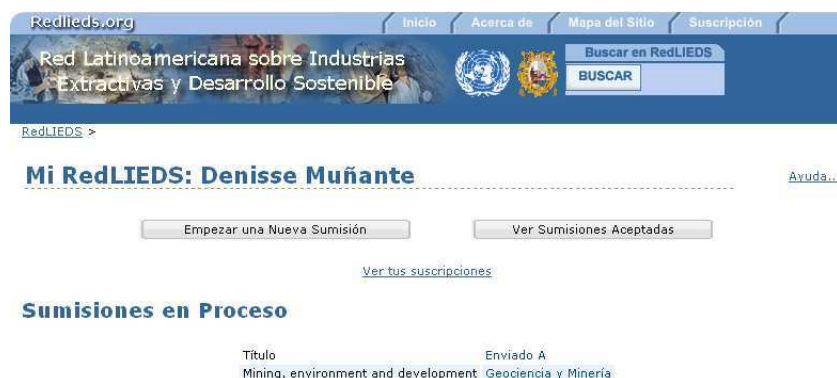 Redlieds.org
Inicio
Acerca de
Mapa del Sitio
Suscripción
Red Latinoamericana sobre Industrias
Extractivas y Desarrollo Sostenible
Buscar en RedLIEDS
BUSCAR
RedLIEDS >
Mi RedLIEDS: Denisse Muñante
Ayuda..
Empezar una Nueva Sumisión
Ver Sumisiones Aceptadas
Ver tus suscripciones
Sumisiones en Proceso
Título Enviado A
Mining, environment and development Geociencia y Minería